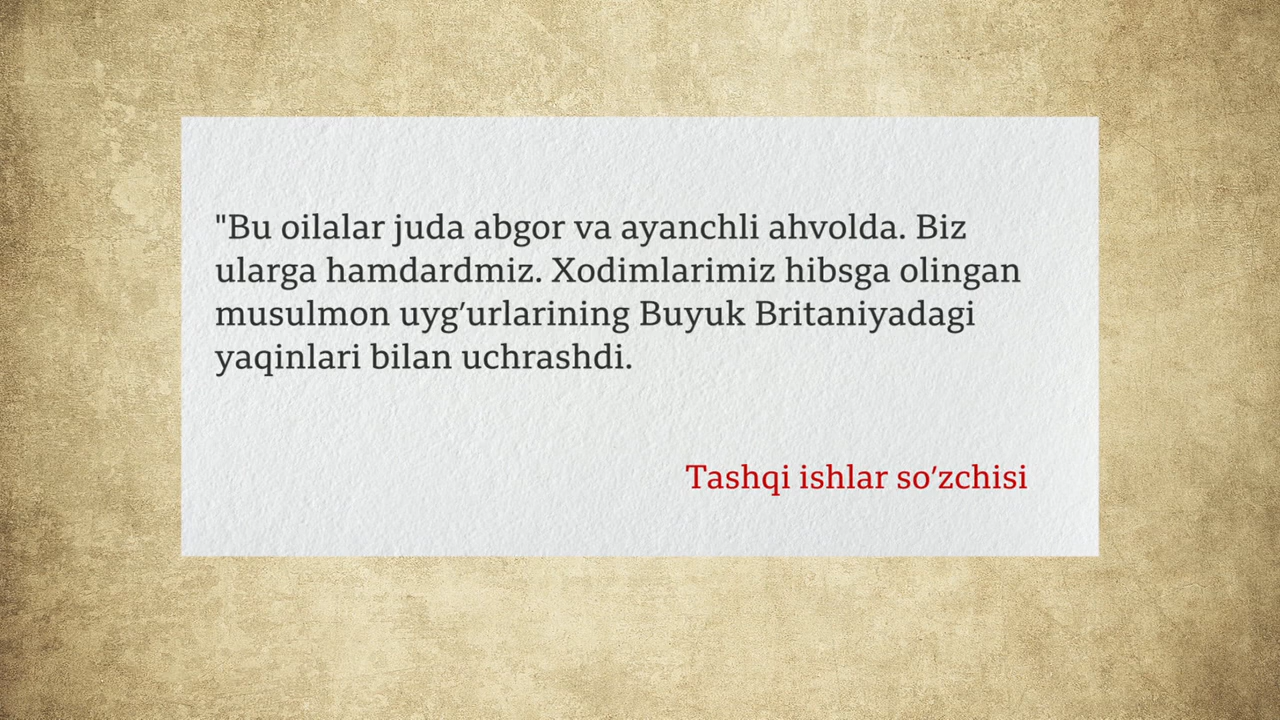 "Bu oilalar juda abgor va ayanchli ahvolda. Biz
ularga hamdardmiz. Xodimlarimiz hibsga olingan
musulmon uyg’urlarining Buyuk Britaniyadagi
yaqinlari bilan uchrashdi.
Tashqi ishlar so’zchisi